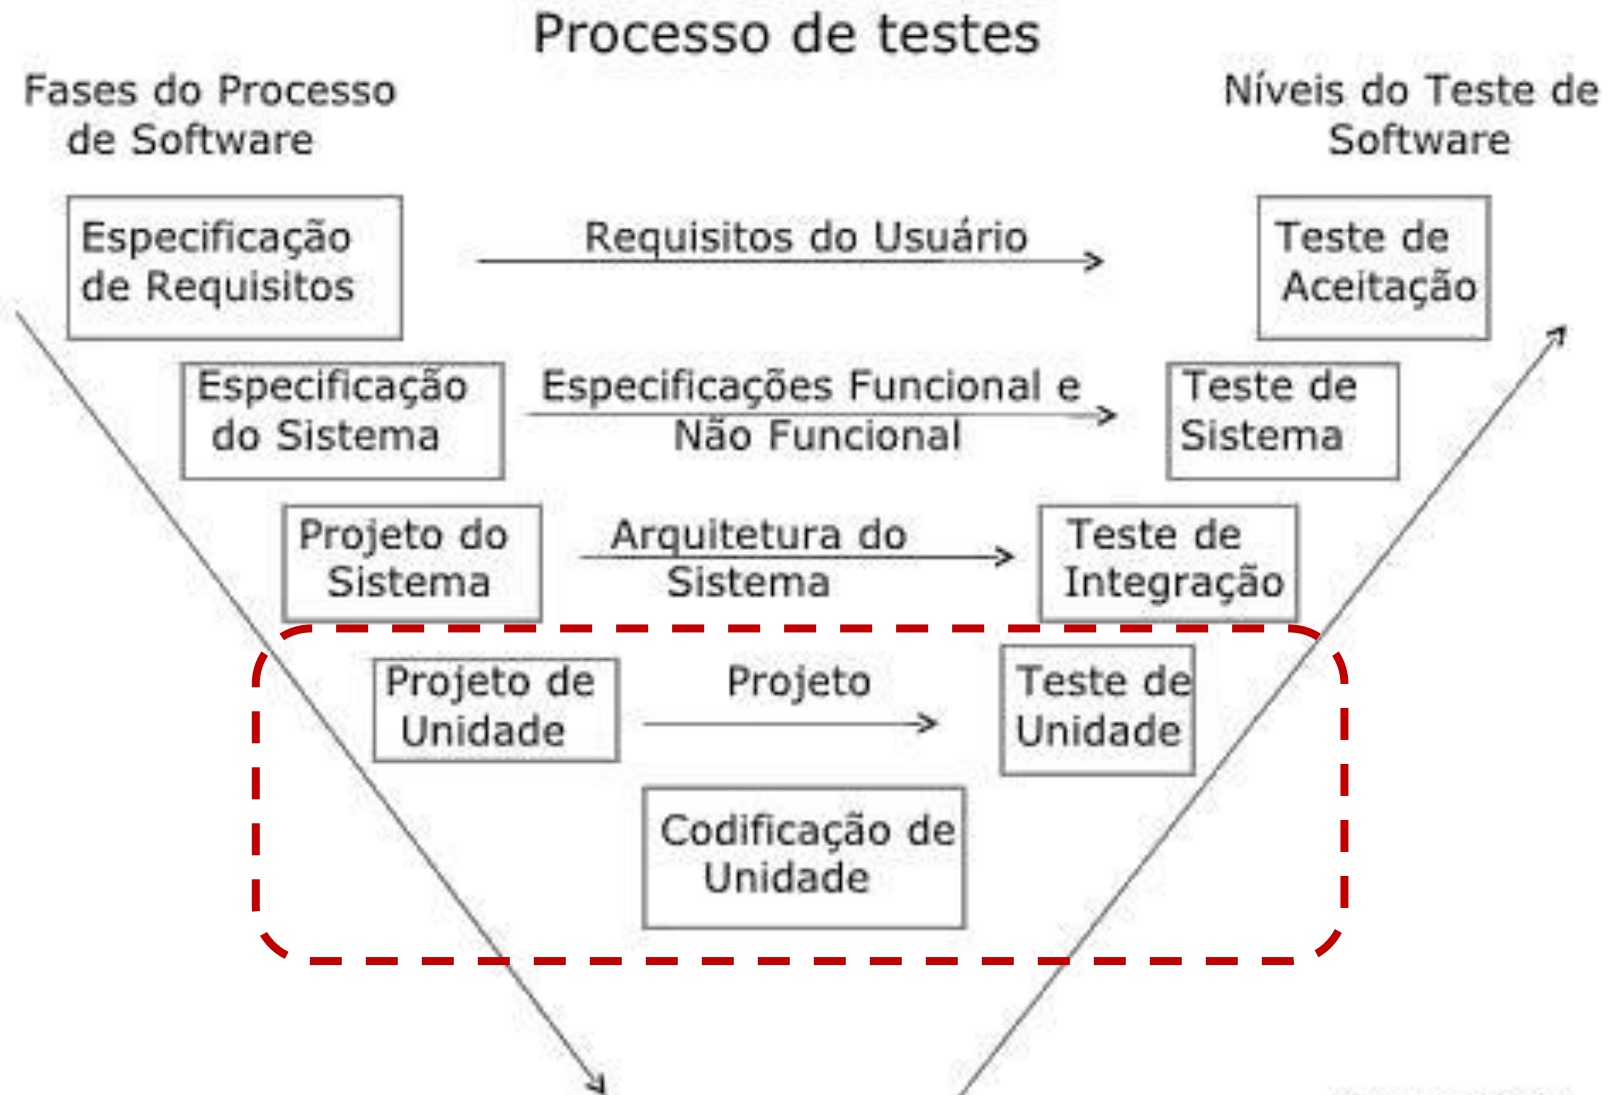 Processo de testes
Fases do Processo
de Software
Níveis do Teste de
Software
Especificação
de Requisitos
Requisitos do Usuário
Teste de
Aceitação
Especificação
do Sistema
Especificações Funcional e
Não Funcional
Teste de
Sistema
Projeto do
Sistema
Arquitetura do
Sistema
Teste de
Integração
Projeto de
Unidade
Projeto
Teste de
Unidade
Codificação de
Unidade